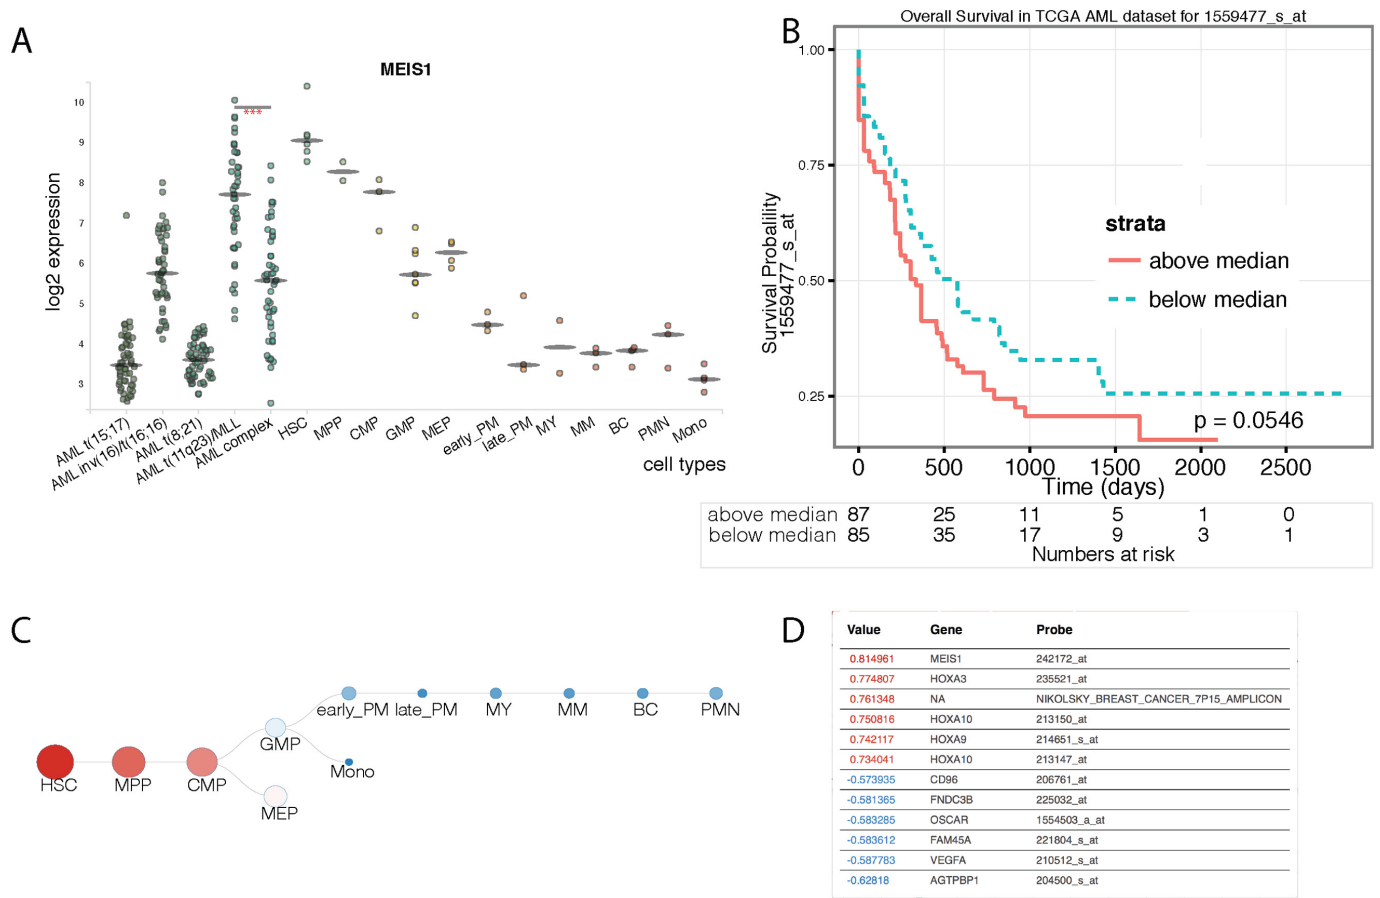 A
MEIS1
log2 expression
10
9
8
7
6
5
4
3
***
AML t(15;17)
AML inv(16)/t(16;16)
AML t(8;21)
AML t(11q23)/MLL
AML complex
HSC
MPP
CMP
GMP
MEP
early_PM
late_PM
MY
MM
BC
PMN
Mono
cell types
B
Overall Survival in TCGA AML dataset for 1559477_s_at
Survival Probalility
1559477_s_at
1.00
0.75
0.50
0.25
strata
above median
below median
p = 0.0546
0 500 1000 1500 2000 2500
Time (days)
above median 87 25 11 5 1 0
below median 85 35 17 9 3 1
Numbers at risk
C
early_PM late_PM MY MM BC PMN
GMP
Mono
HSC MPP CMP
MEP
D
Value Gene Probe
0.814961 MEIS1 242172_at
0.774807 HOXA3 235521_at
0.761348 NA NIKOLSKY_BREAST_CANCER_7P15_AMPLICON
0.750816 HOXA10 213150_at
0.742117 HOXA9 214651_s_at
0.734041 HOXA10 213147_at
-0.573935 CD96 206761_at
-0.581365 FNDC3B 225032_at
-0.583285 OSCAR 1554503_a_at
-0.583612 FAM45A 221804_s_at
-0.587783 VEGFA 210512_s_at
-0.62818 AGTPBP1 204500_s_at